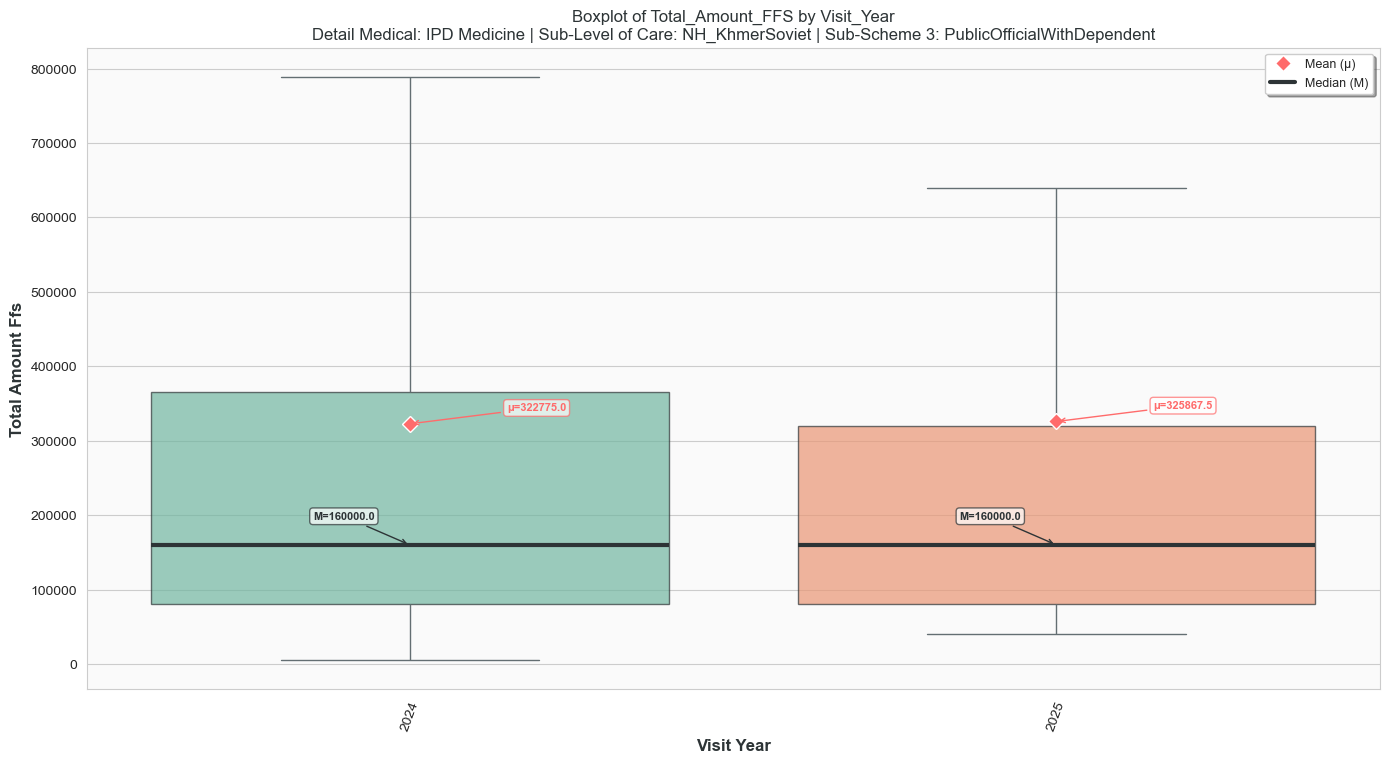 Boxplot of Total_Amount_FFS by Visit_Year
Detail Medical: IPD Medicine | Sub-Level of Care: NH_KhmerSoviet | Sub-Scheme 3: PublicOfficialWithDependent
Mean (μ)
Median (M)
Total Amount Ffs
800000
700000
600000
500000
400000
300000
200000
100000
0
μ=322775.0
M=160000.0
μ=325867.5
M=160000.0
2024
2025
Visit Year